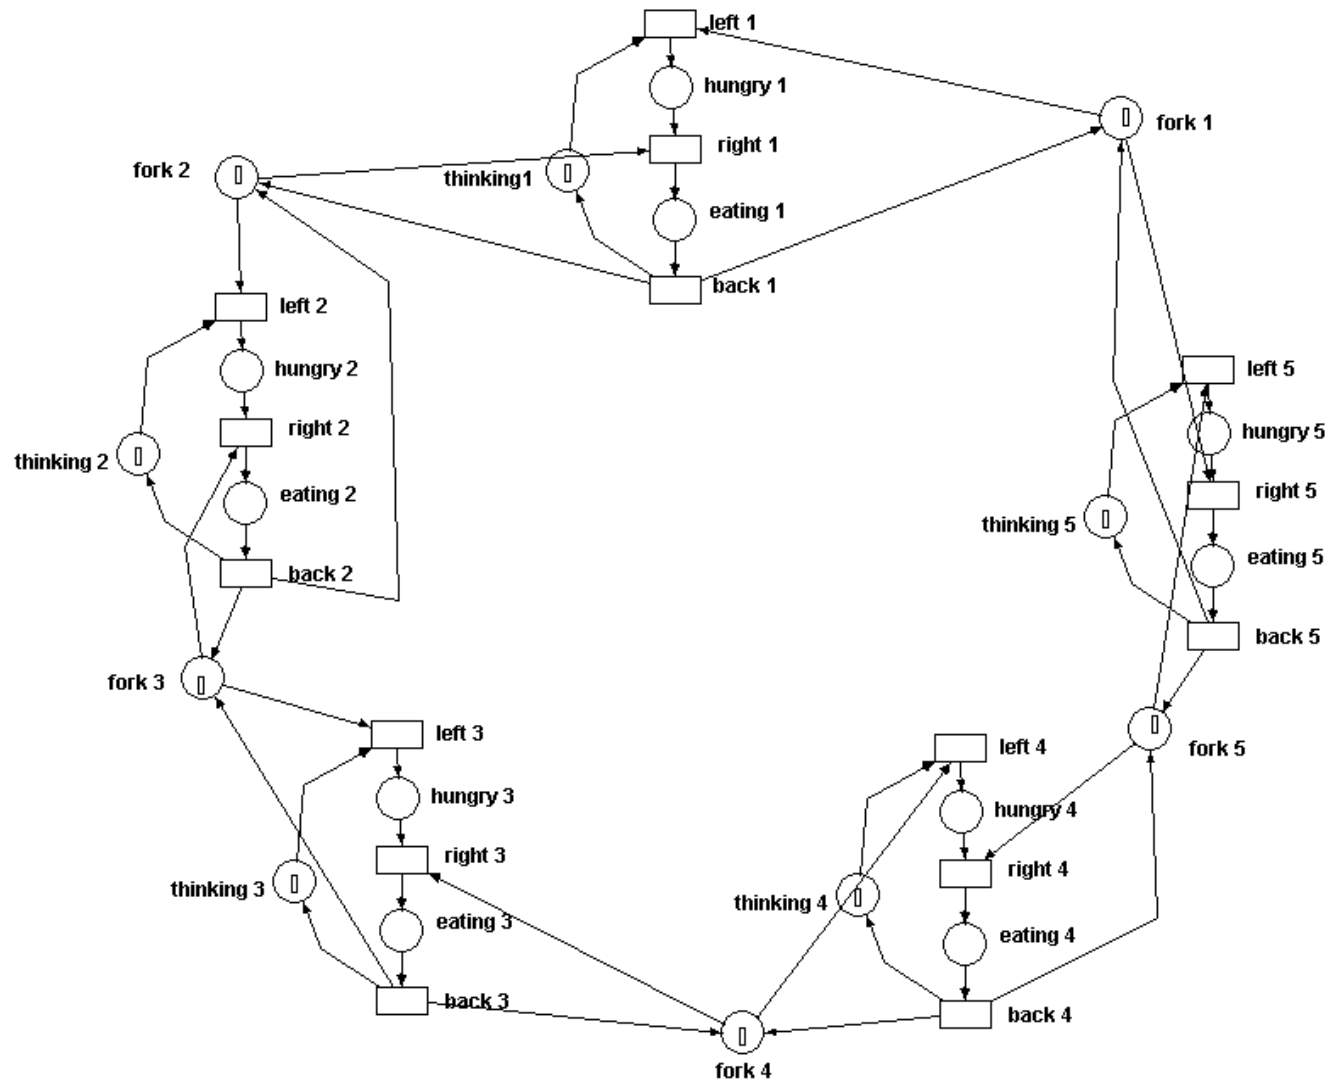 left 1
hungry 1
fork 1
right 1
fork 2
thinking1
eating 1
back 1
left 2
hungry 2
left 5
right 2
hungry 5
thinking 2
eating 2
right 5
thinking 5
eating 5
back 2
back 5
fork 3
left 3
left 4
fork 5
hungry 3
hungry 4
right 3
right 4
thinking 3
thinking 4
eating 3
eating 4
back 3
back 4
fork 4